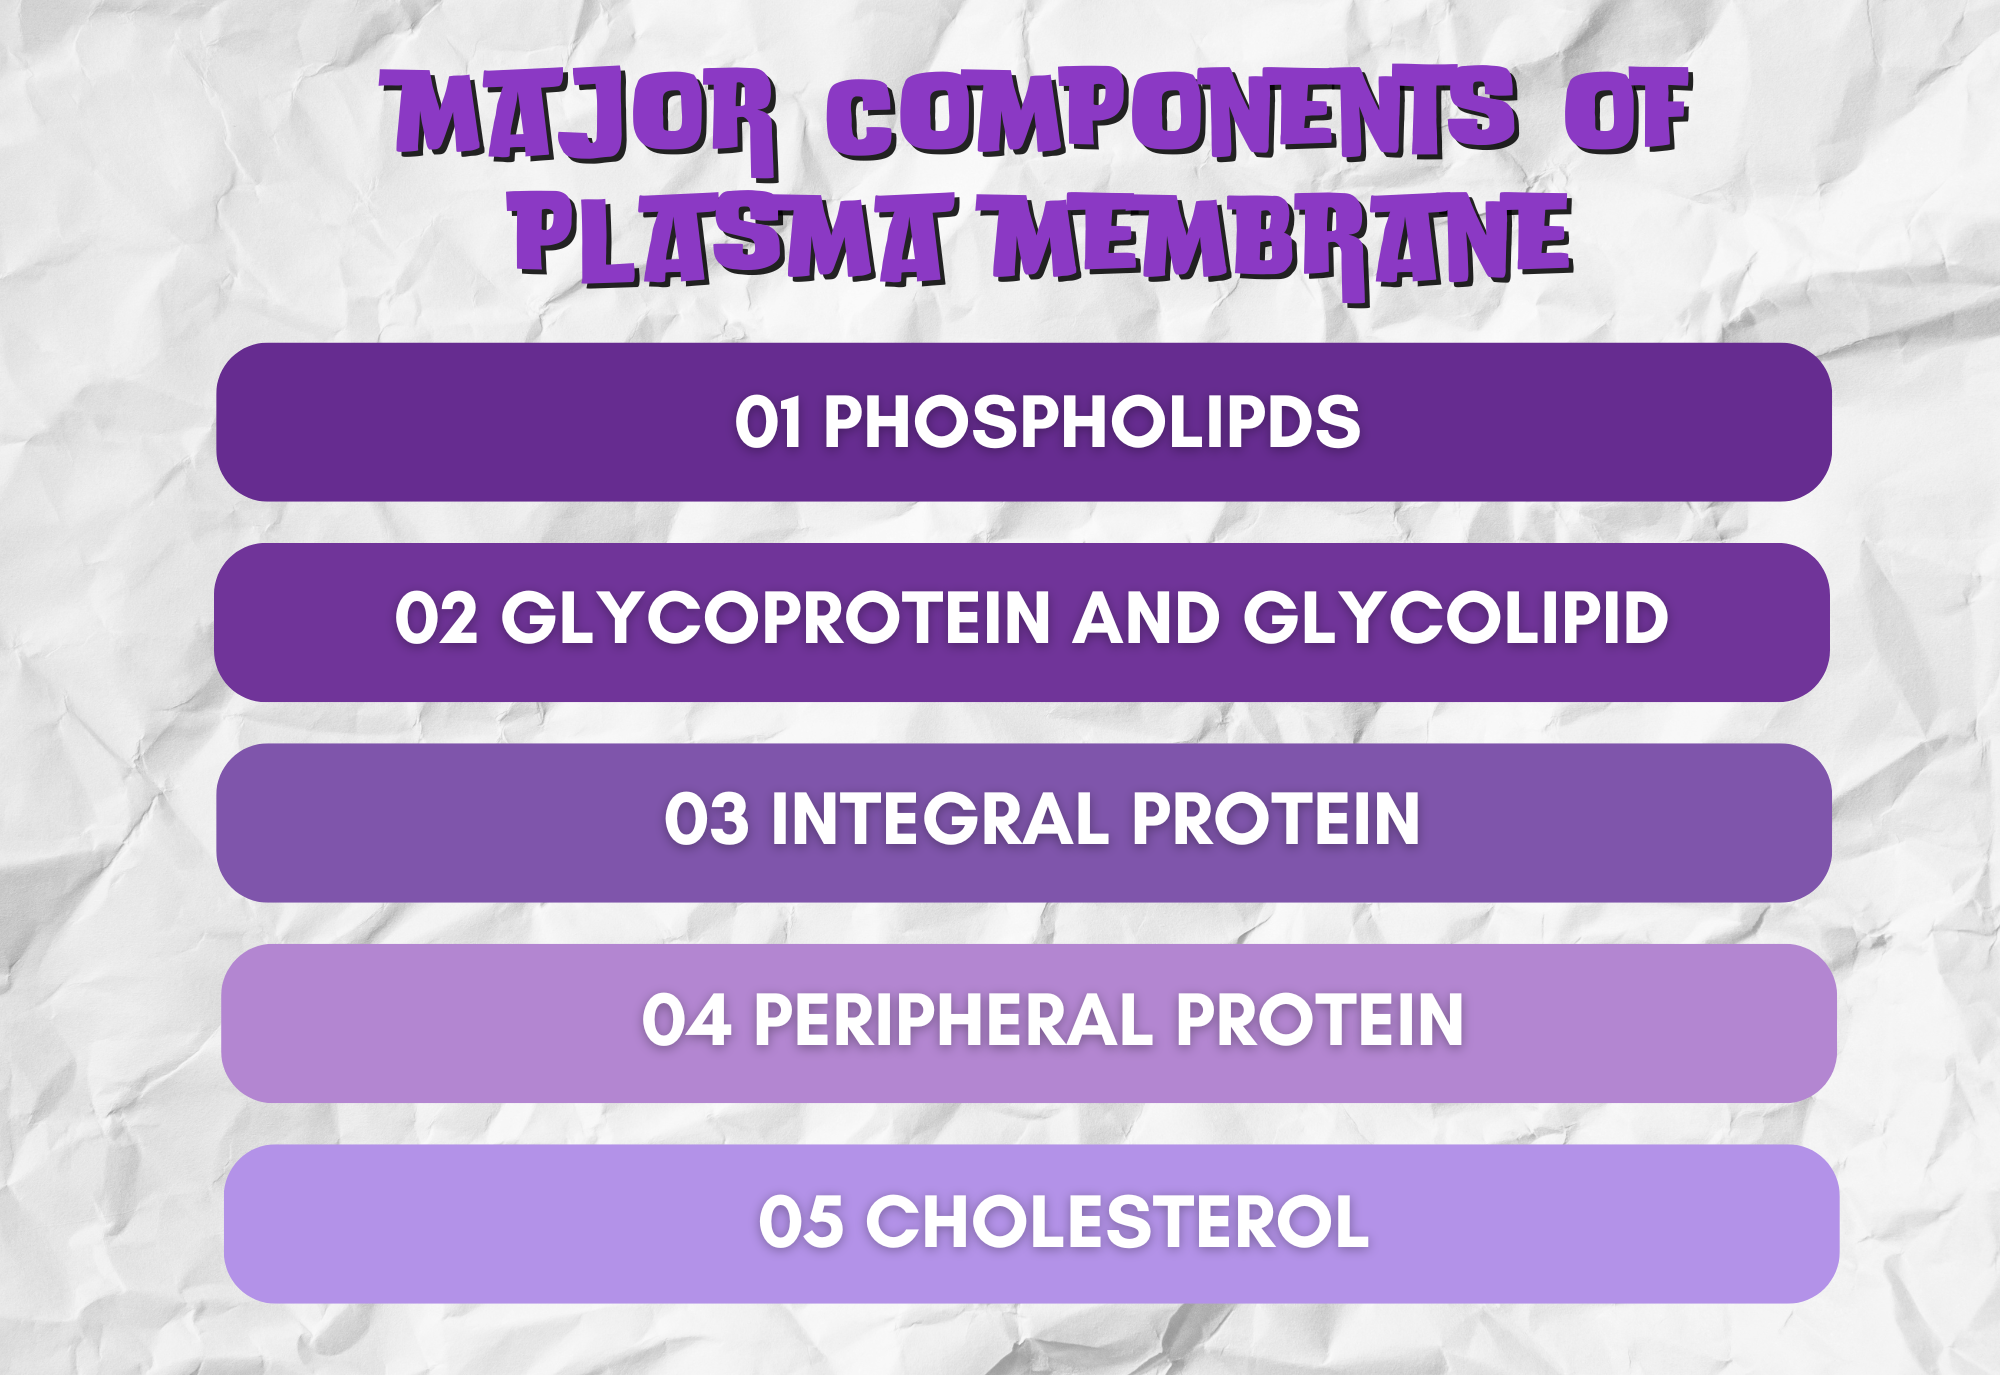 MAJOR COMPONENTS OF
PLASMA MEMBRANE
01 PHOSPHOLIPDS
02 GLYCOPROTEIN AND GLYCOLIPID
03 INTEGRAL PROTEIN
04 PERIPHERAL PROTEIN
05 CHOLESTEROL